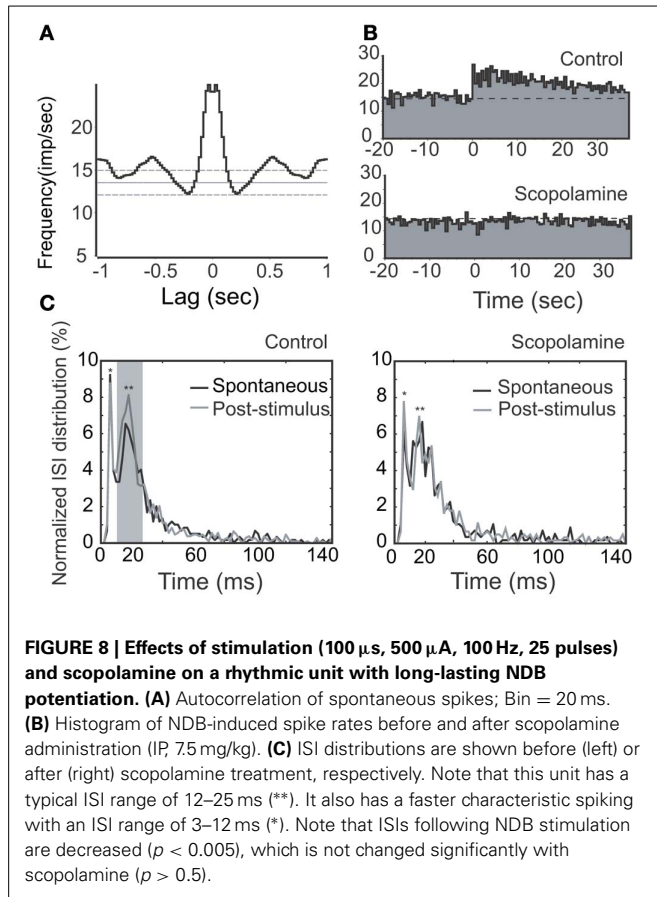 A
Frequency(imp/sec)
20
15
10
5
-1 -0.5 0 0.5 1
Lag (sec)
B
30
20
10
0
Control
-20 -10 0 10 20 30
30
20
10
0
Scopolamine
-20 -10 0 10 20 30
Time (sec)
C
Normalized ISI distribution (%)
Control
10
8
6
4
2
0
* **
Spontaneous
Post-stimulus
0 20 60 100 140
Time (ms)
Scopolamine
10
8
6
4
2
0
* **
Spontaneous
Post-stimulus
0 20 60 100 140
Time (ms)
FIGURE 8 | Effects of stimulation (100 μs, 500 μA, 100 Hz, 25 pulses)
and scopolamine on a rhythmic unit with long-lasting NDB
potentiation. (A) Autocorrelation of spontaneous spikes; Bin = 20 ms.
(B) Histogram of NDB-induced spike rates before and after scopolamine
administration (IP, 7.5 mg/kg). (C) ISI distributions are shown before (left) or
after (right) scopolamine treatment, respectively. Note that this unit has a
typical ISI range of 12–25 ms (**). It also has a faster characteristic spiking
with an ISI range of 3–12 ms (*). Note that ISIs following NDB stimulation
are decreased (p < 0.005), which is not changed significantly with
scopolamine (p > 0.5).